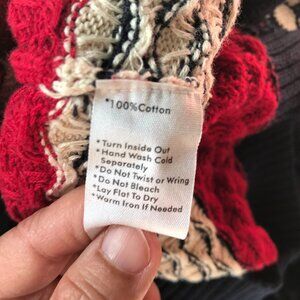 *100%Cotton
*Turn Inside Out
*Hand Wash Cold
Separately
*Do Not Twist or Wring
*Do Not Bleach
*Lay Flat To Dry
*Warm Iron If Needed